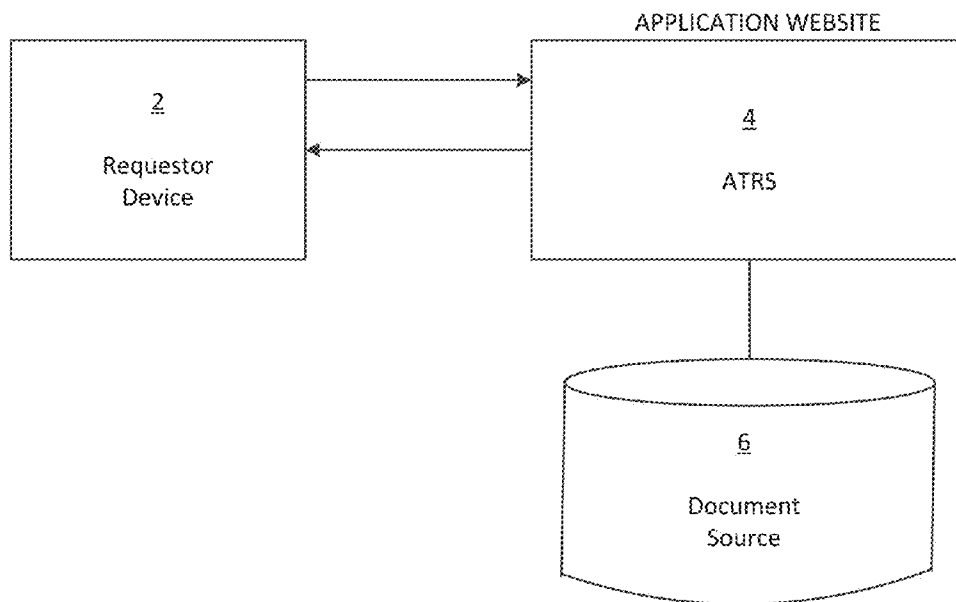 APPLICATION WEBSITE
2
Requestor
Device
4
ATRS
6
Document
Source